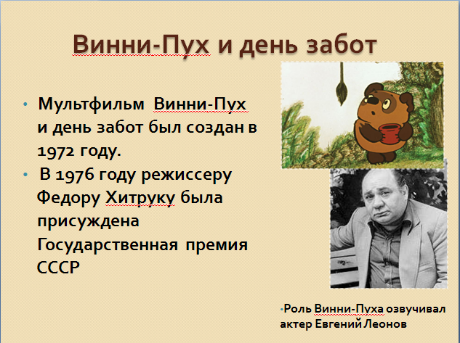 Винни-Пух и день забот
• Мультфильм Винни-Пух
и день забот был создан в
1972 году.
• В 1976 году режиссеру
Федору Хитруку была
присуждена
Государственная премия
СССР
•Роль Винни-Пуха озвучивал
актер Евгений Леонов